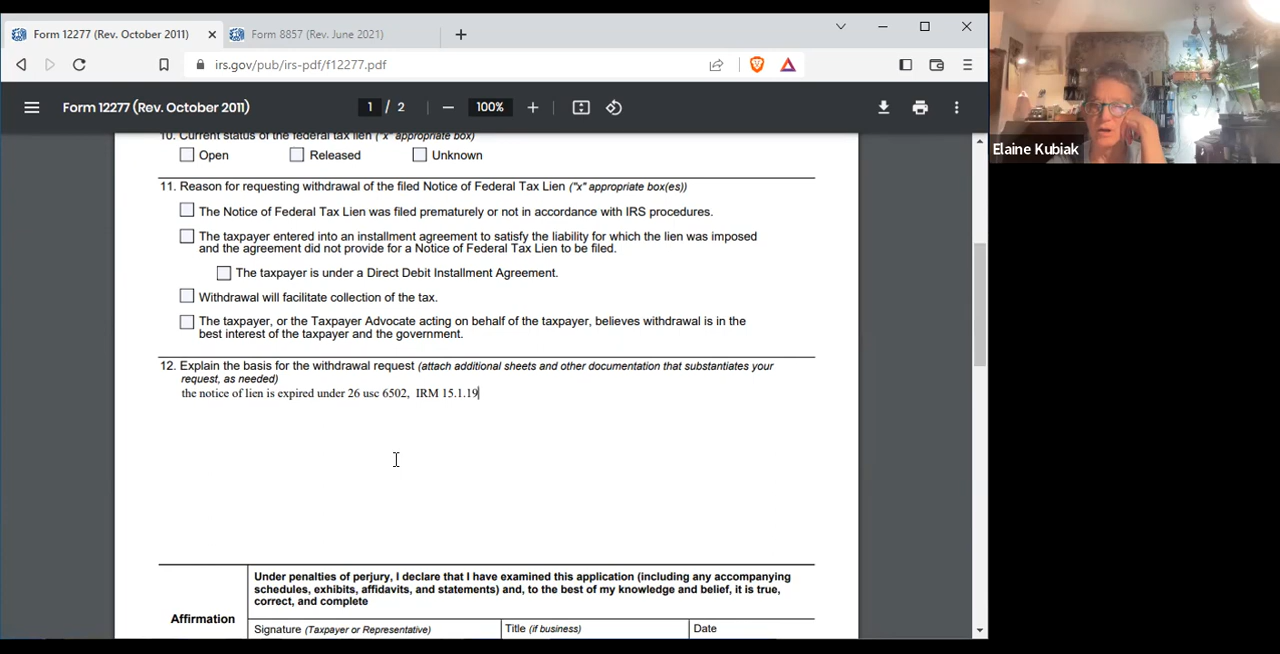 Form 12277 (Rev. October 2011)
Form 8857 (Rev. June 2021)
irs.gov/pub/irs-pdf/f12277.pdf
Form 12277 (Rev. October 2011)
1 / 2
100%
Elaine Kubiak
10. Current status of the federal tax lien ("x" appropriate box)
Open
Released
Unknown
11. Reason for requesting withdrawal of the filed Notice of Federal Tax Lien ("x" appropriate box(es))
The Notice of Federal Tax Lien was filed prematurely or not in accordance with IRS procedures.
The taxpayer entered into an installment agreement to satisfy the liability for which the lien was imposed
and the agreement did not provide for a Notice of Federal Tax Lien to be filed.
The taxpayer is under a Direct Debit Installment Agreement.
Withdrawal will facilitate collection of the tax.
The taxpayer, or the Taxpayer Advocate acting on behalf of the taxpayer, believes withdrawal is in the
best interest of the taxpayer and the government.
12. Explain the basis for the withdrawal request (attach additional sheets and other documentation that substantiates your
request, as needed)
the notice of lien is expired under 26 usc 6502,  IRM 15.1.19
Affirmation
Under penalties of perjury, I declare that I have examined this application (including any accompanying
schedules, exhibits, affidavits, and statements) and, to the best of my knowledge and belief, it is true,
correct, and complete
Signature (Taxpayer or Representative)
Title (if business)
Date